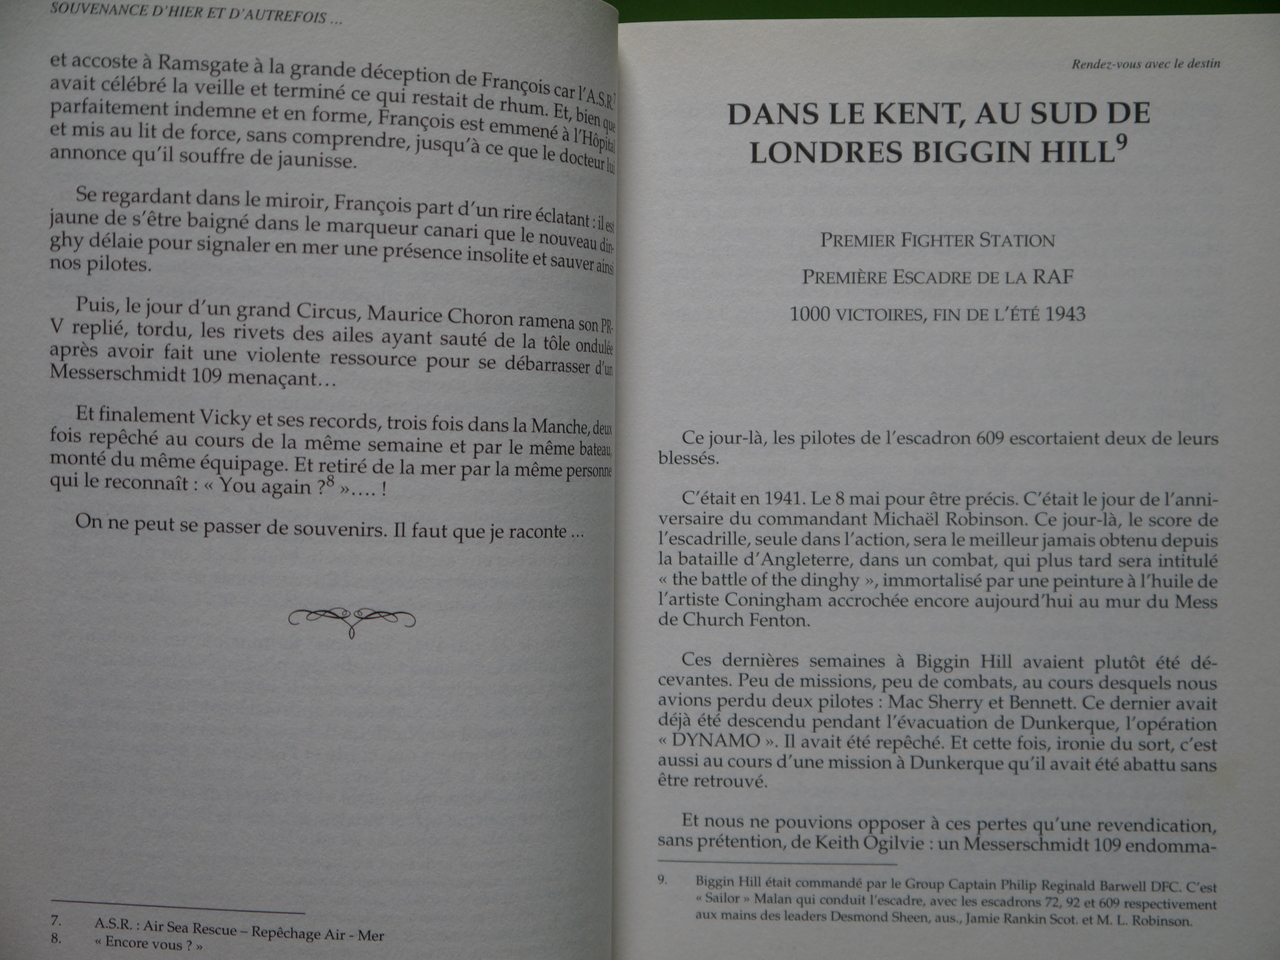 SOUVENANCE D'HIER ET D'AUTREFOIS ...
et accoste à Ramsgate à la grande déception de François car l'A.S.R.7
avait célébré la veille et terminé ce qui restait de rhum. Et, bien que
parfaitement indemne et en forme, François est emmené à l'Hôpital
et mis au lit de force, sans comprendre, jusqu'à ce que le docteur lui
annonce qu'il souffre de jaunisse.
Se regardant dans le miroir, François part d'un rire éclatant : il est
jaune de s'être baigné dans le marqueur canari que le nouveau din-
ghy délaie pour signaler en mer une présence insolite et sauver ainsi
nos pilotes.
Puis, le jour d'un grand Circus, Maurice Choron ramena son PR-
V replié, tordu, les rivets des ailes ayant sauté de la tôle ondulée
après avoir fait une violente ressource pour se débarrasser d'un
Messerschmidt 109 menaçant...
Et finalement Vicky et ses records, trois fois dans la Manche, deux
fois repêché au cours de la même semaine et par le même bateau,
monté du même équipage. Et retiré de la mer par la même personne
qui le reconnaît : « You again ?8 ».... !
On ne peut se passer de souvenirs. Il faut que je raconte ...
7. A.S.R. : Air Sea Rescue – Repêchage Air - Mer
8. « Encore vous ? »
Rendez-vous avec le destin
DANS LE KENT, AU SUD DE
LONDRES BIGGIN HILL9
PREMIER FIGHTER STATION
PREMIÈRE ESCADRE DE LA RAF
1000 VICTOIRES, FIN DE L'ÉTÉ 1943
Ce jour-là, les pilotes de l'escadron 609 escortaient deux de leurs
blessés.
C'était en 1941. Le 8 mai pour être précis. C'était le jour de l'anni-
versaire du commandant Michaël Robinson. Ce jour-là, le score de
l'escadrille, seule dans l'action, sera le meilleur jamais obtenu depuis
la bataille d'Angleterre, dans un combat, qui plus tard sera intitulé
« the battle of the dinghy », immortalisé par une peinture à l'huile de
l'artiste Coningham accrochée encore aujourd'hui au mur du Mess
de Church Fenton.
Ces dernières semaines à Biggin Hill avaient plutôt été dé-
cevantes. Peu de missions, peu de combats, au cours desquels nous
avions perdu deux pilotes : Mac Sherry et Bennett. Ce dernier avait
déjà été descendu pendant l'évacuation de Dunkerque, l'opération
« DYNAMO ». Il avait été repêché. Et cette fois, ironie du sort, c'est
aussi au cours d'une mission à Dunkerque qu'il avait été abattu sans
être retrouvé.
Et nous ne pouvions opposer à ces pertes qu'une revendication,
sans prétention, de Keith Ogilvie : un Messerschmidt 109 endomma-
9. Biggin Hill était commandé par le Group Captain Philip Reginald Barwell DFC. C'est
« Sailor » Malan qui conduit l'escadre, avec les escadrons 72, 92 et 609 respectivement
aux mains des leaders Desmond Sheen, aus., Jamie Rankin Scot. et M. L. Robinson.